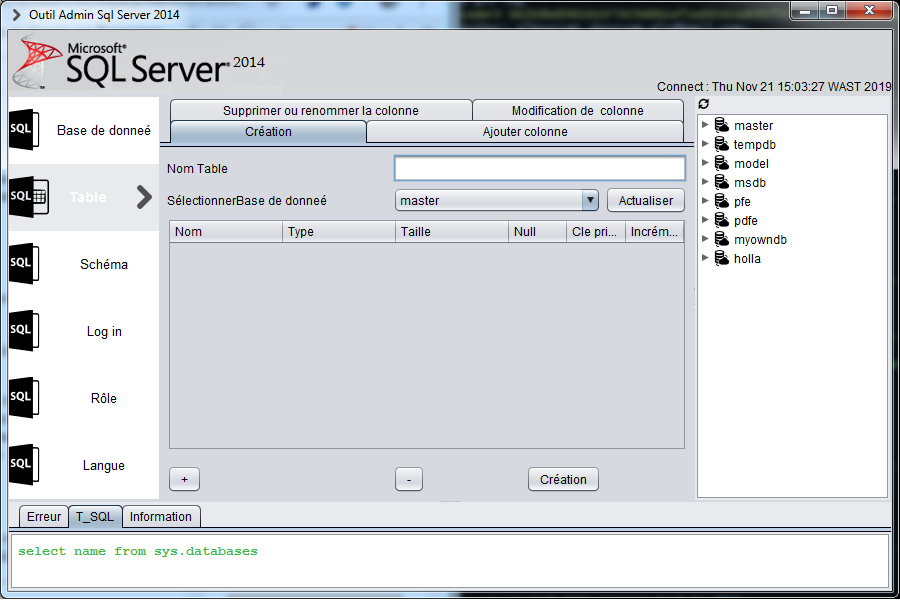 Outil Admin Sql Server 2014
Microsoft®
SQL Server® 2014
Connect : Thu Nov 21 15:03:27 WAST 2019
SQL Base de donneé
SQL Table
SQL Schéma
SQL Log in
SQL Rôle
SQL Langue
Supprimer ou renommer la colonne Modification de colonne
Création Ajouter colonne
Nom Table
SélectionnerBase de donneé master Actualiser
Nom Type Taille Null Cle pri... Incrém...
+ - Création
master
tempdb
model
msdb
pfe
pdfe
myowndb
holla
Erreur T_SQL Information
select name from sys.databases